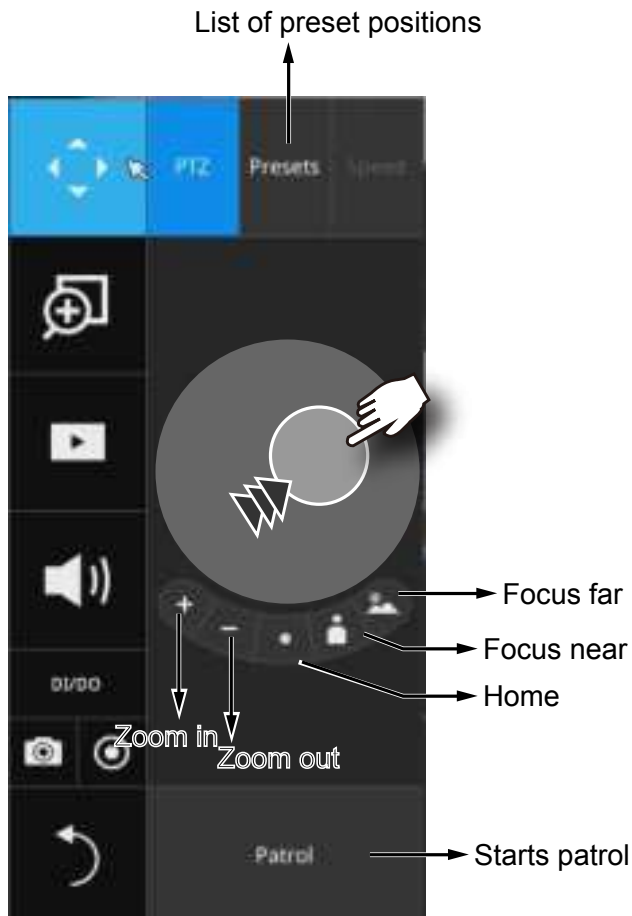 List of preset positions
PTZ Presets Speed
Focus far
Focus near
Home
DI/DO
Zoom in
Zoom out
Patrol
Starts patrol